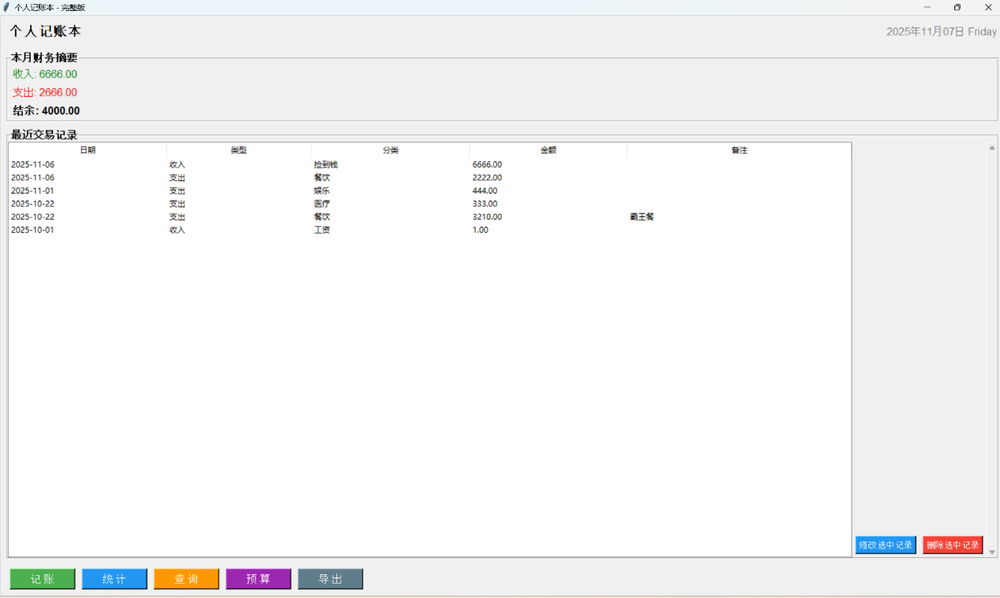 个人记账本 - 完整版
个人记账本
2025年11月07日 Friday
本月财务摘要
收入: 6666.00
支出: 2666.00
结余: 4000.00
最近交易记录
日期 类型 分类 金额 备注
2025-11-06 收入 捡到钱 6666.00
2025-11-06 支出 餐饮 2222.00
2025-11-01 支出 娱乐 444.00
2025-10-22 支出 医疗 333.00
2025-10-22 支出 餐饮 3210.00 霸王餐
2025-10-01 收入 工资 1.00
修改选中记录 删除选中记录
记账 统计 查询 预算 导出